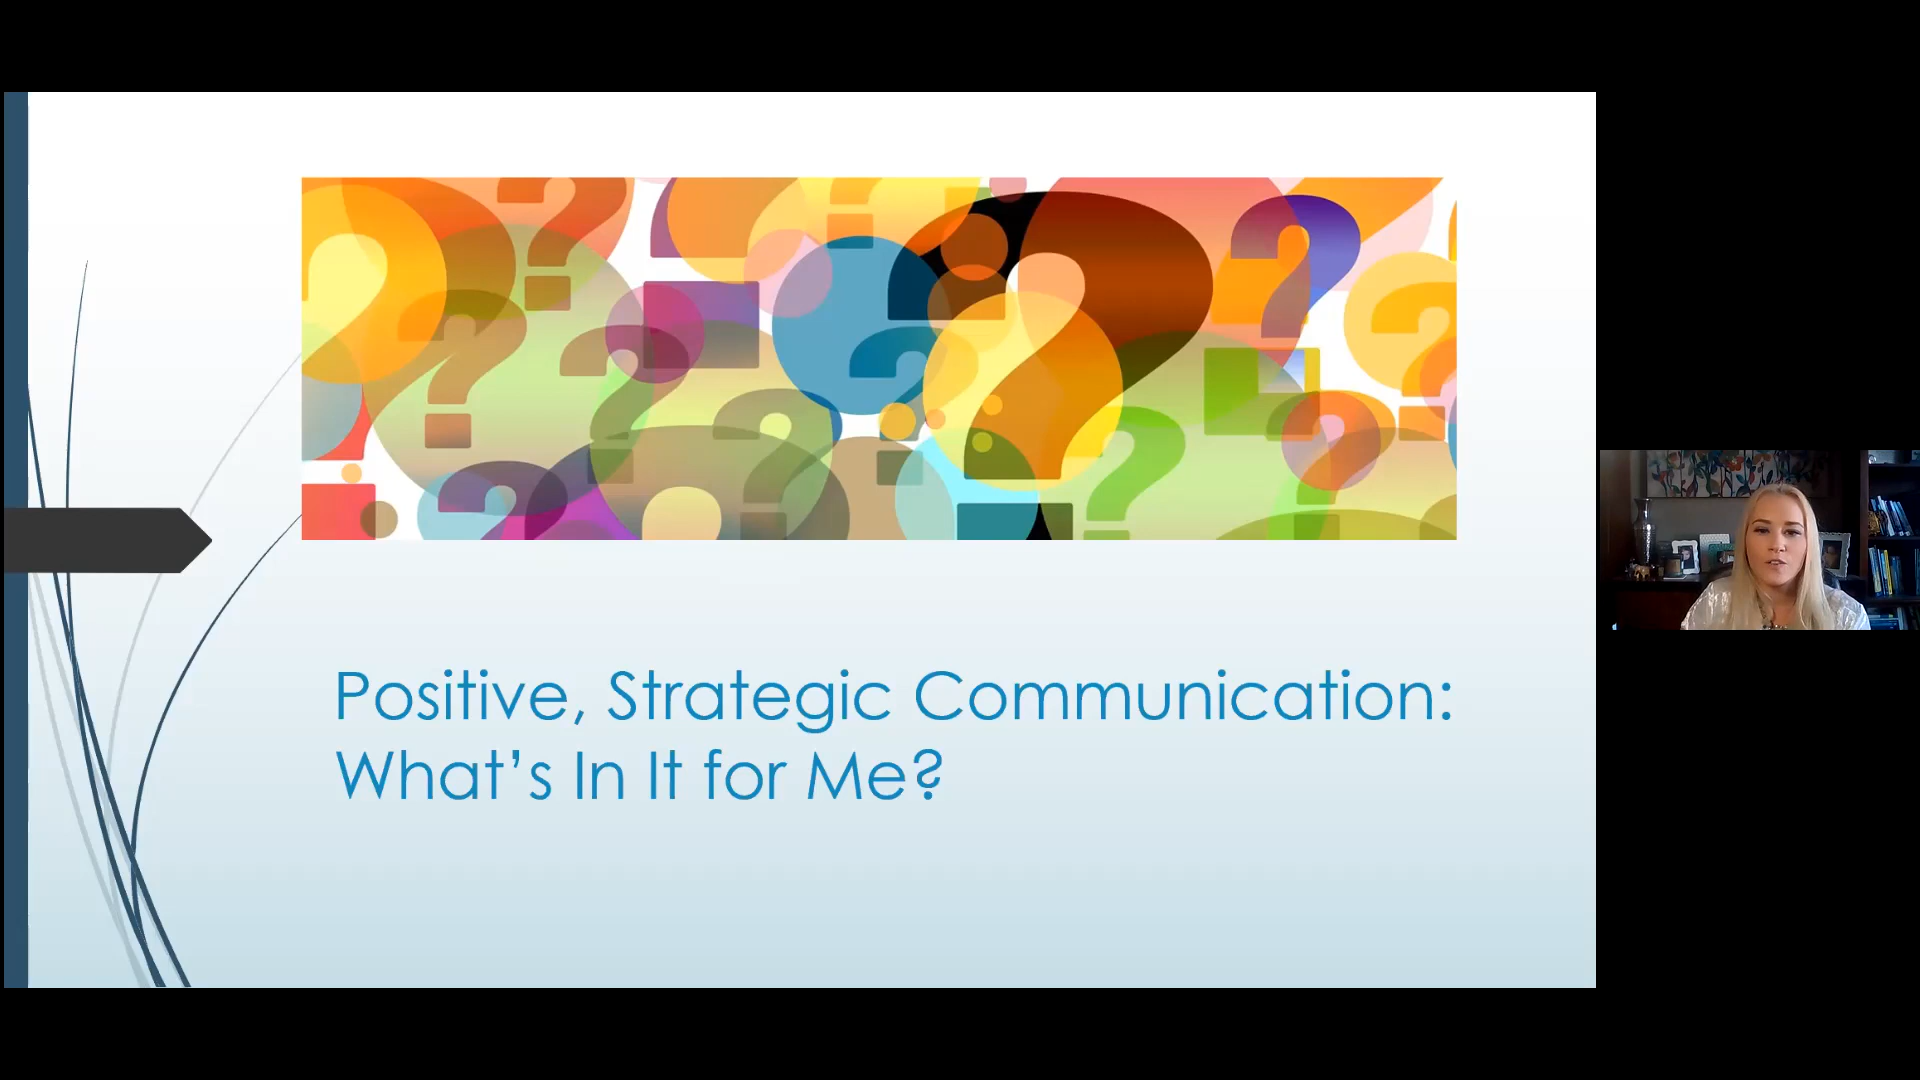 Positive, Strategic Communication:
What’s In It for Me?